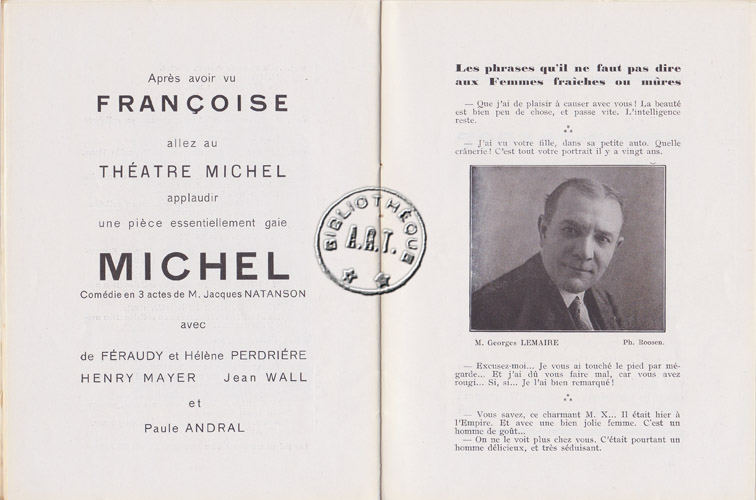 Après avoir vu
FRANÇOISE
allez au
THÉATRE MICHEL
applaudir
une pièce essentiellement gaie
MICHEL
Comédie en 3 actes de M. Jacques NATANSON
avec
de FÉRAUDY et Hélène PERDRIÉRE
HENRY MAYER Jean WALL
et
Paule ANDRAL
BIBLIOTHÈQUE
A.R.T.
Les phrases qu'il ne faut pas dire
aux Femmes fraîches ou mûres
— Que j'ai de plaisir à causer avec vous! La beauté
est bien peu de chose, et passe vite. L'intelligence
reste.
— J'ai vu votre fille, dans sa petite auto. Quelle
crânerie! C'est tout votre portrait il y a vingt ans.
M. Georges LEMAIRE Ph. Roosen.
— Excusez-moi... Je vous ai touché le pied par mé-
garde... Et j'ai dû vous faire mal, car vous avez
rougi... Si, si... Je l'ai bien remarqué!
— Vous savez, ce charmant M. X... Il était hier à
l'Empire. Et avec une bien jolie femme. C'est un
homme de goût...
— On ne le voit plus chez vous. C'était pourtant un
homme délicieux, et très séduisant.